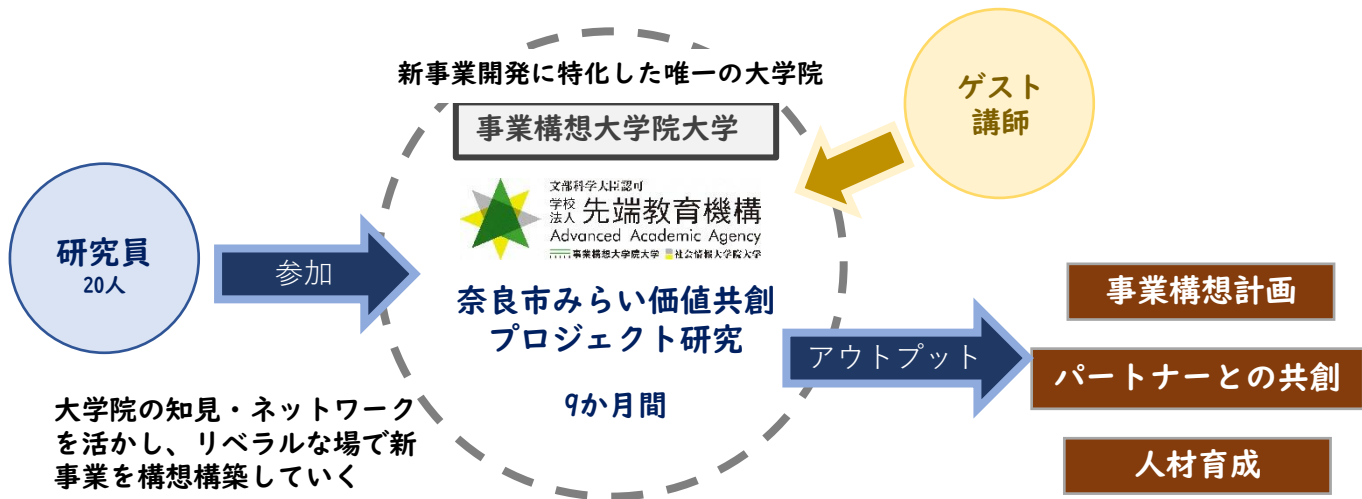 新事業開発に特化した唯一の大学院
事業構想大学院大学
ゲスト
講師
文部科学大臣認可
学校
法人
先端教育機構
Advanced Academic Agency
事業構想大学院大学
社会情報大学院大学
研究員
20人
参加
奈良市みらい価値共創
プロジェクト研究
9か月間
アウトプット
事業構想計画
パートナーとの共創
人材育成
大学院の知見・ネットワーク
を活かし、リベラルな場で新
事業を構想構築していく